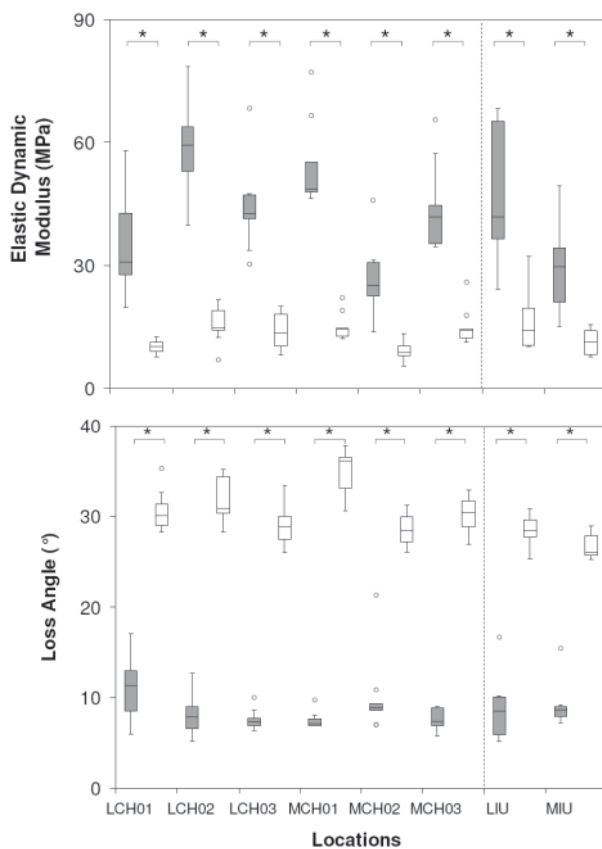 90
* * * * * * * *
60
30
0
Elastic Dynamic
Modulus (MPa)
40
* * * * * * * *
30
20
10
0
Loss Angle (°)
LCH01 LCH02 LCH03 MCH01 MCH02 MCH03 LIU MIU
Locations